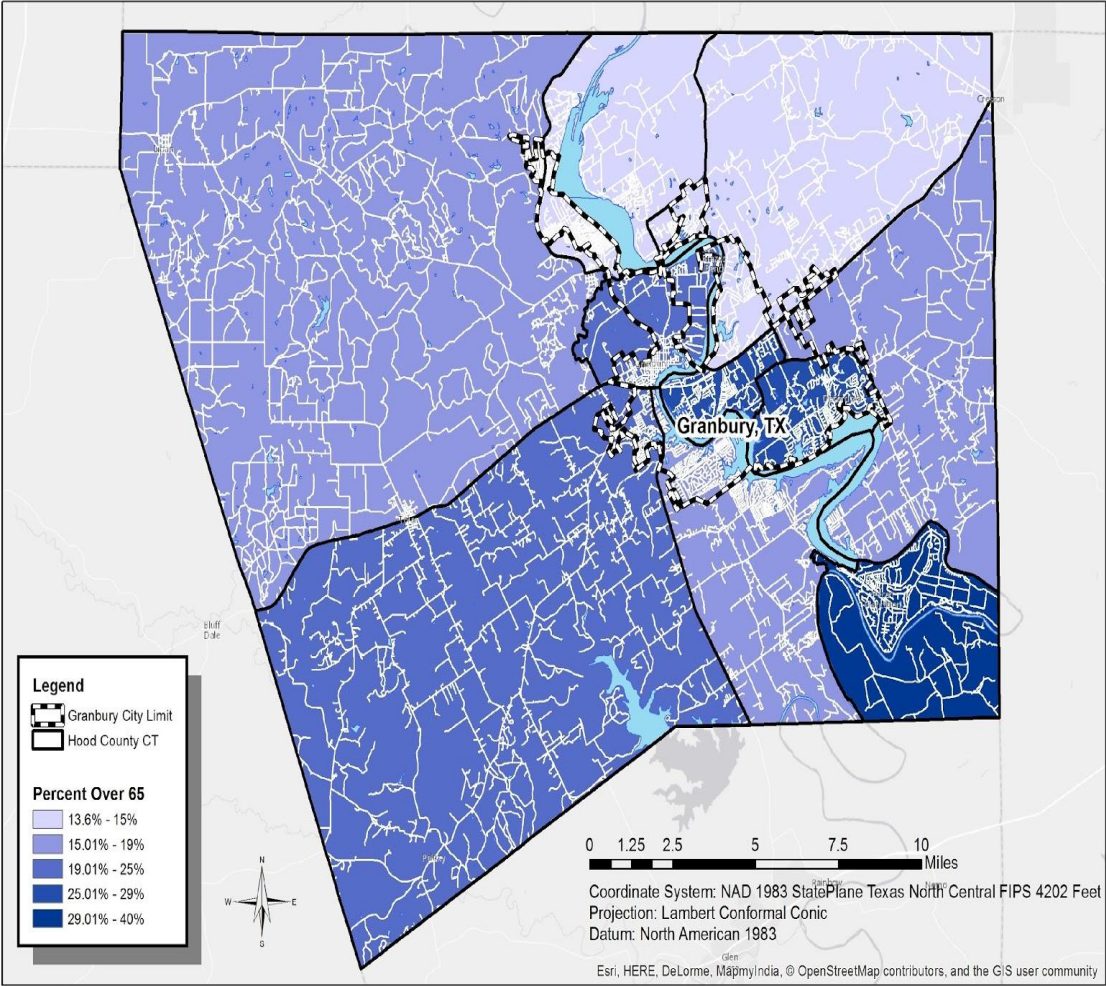 Cresson
Granbury, TX
Bluff
Dale
Legend
Granbury City Limit
Hood County CT
Percent Over 65
13.6% - 15%
15.01% - 19%
19.01% - 25%
25.01% - 29%
29.01% - 40%
N
W
E
S
0 1.25 2.5 5 7.5 10
Miles
Coordinate System: NAD 1983 StatePlane Texas North Central FIPS 4202 Feet
Rainbow
Projection: Lambert Conformal Conic
Datum: North American 1983
Glen
Esri, HERE, DeLorme, MapmyIndia, © OpenStreetMap contributors, and the GIS user community